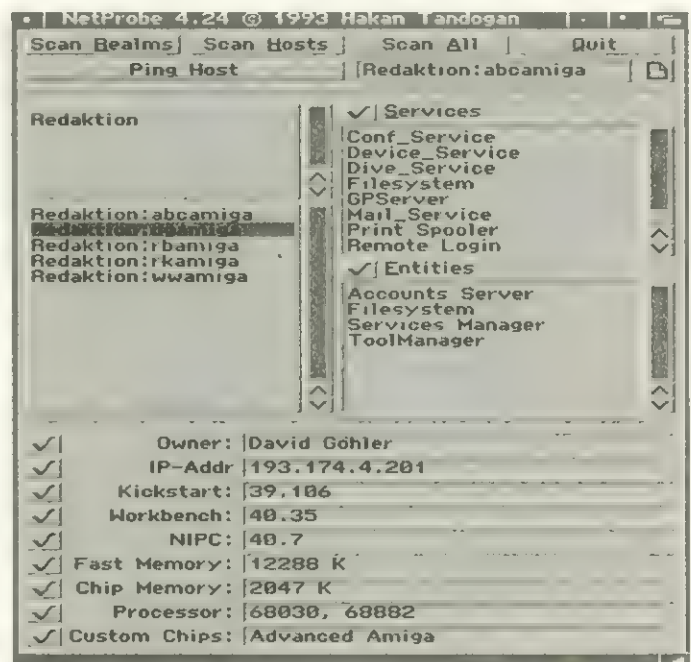 NetProbe 4.24 © 1993 Hakan Tandogan
Scan Realms Scan Hosts Scan All Quit
Ping Host Redaktion:abcamiga
Redaktion
Redaktion:abcamiga
Redaktion:rbamiga
Redaktion:rkamiga
Redaktion:wwamiga
Services
Conf_Service
Device_Service
Dive_Service
Filesystem
GPServer
Mail_Service
Print Spooler
Remote Login
Entities
Accounts Server
Filesystem
Services Manager
ToolManager
Owner: David Göhler
IP-Addr 193.174.4.201
Kickstart: 39.106
Workbench: 40.35
NIPC: 40.7
Fast Memory: 12288 K
Chip Memory: 2047 K
Processor: 68030, 68882
Custom Chips: Advanced Amiga